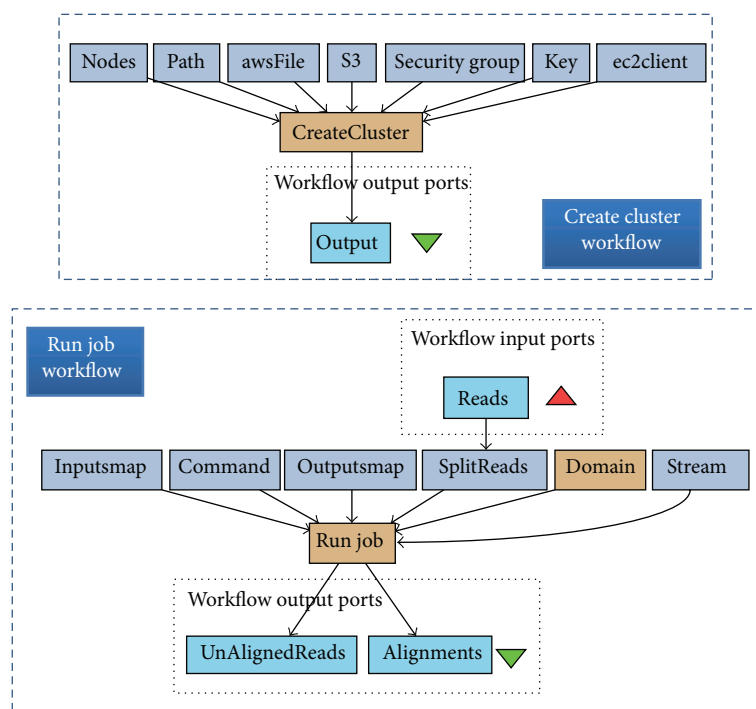 Nodes
Path
awsFile
S3
Security group
Key
ec2client
CreateCluster
Workflow output ports
Output
Create cluster
workflow
Run job
workflow
Workflow input ports
Reads
Inputsmap
Command
Outputsmap
SplitReads
Domain
Stream
Run job
Workflow output ports
UnAlignedReads
Alignments